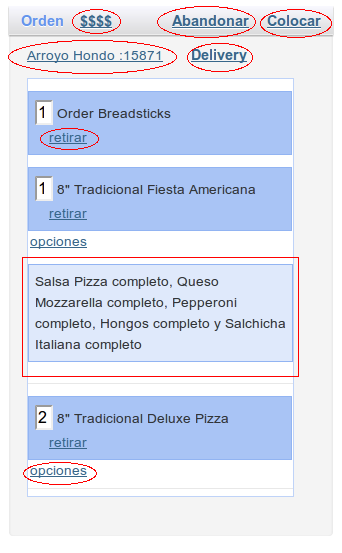 Orden $$$$ Abandonar Colocar
Arroyo Hondo :15871 Delivery
1 Order Breadsticks
retirar
1 8" Tradicional Fiesta Americana
retirar
opciones
Salsa Pizza completo, Queso
Mozzarella completo, Pepperoni
completo, Hongos completo y Salchicha
Italiana completo
2 8" Tradicional Deluxe Pizza
retirar
opciones